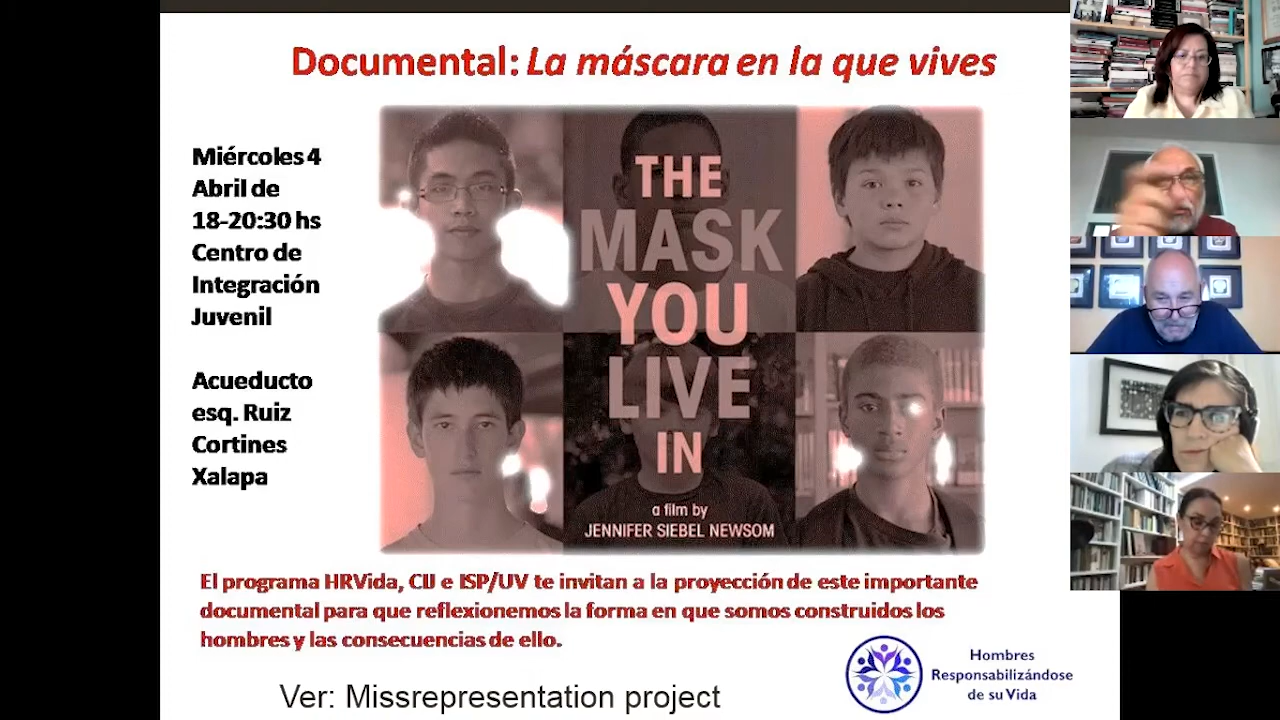 Documental: La máscara en la que vives
Miércoles 4
Abril de
18-20:30 hs
Centro de
Integración
Juvenil
Acueducto
esq. Ruiz
Cortines
Xalapa
THE
MASK
YOU
LIVE
IN
a film by
JENNIFER SIEBEL NEWSOM
El programa HRVida, CIJ e ISP/UV te invitan a la proyección de este importante
documental para que reflexionemos la forma en que somos construidos los
hombres y las consecuencias de ello.
Hombres
Responsabilizándose
de su Vida
Ver: Missrepresentation project